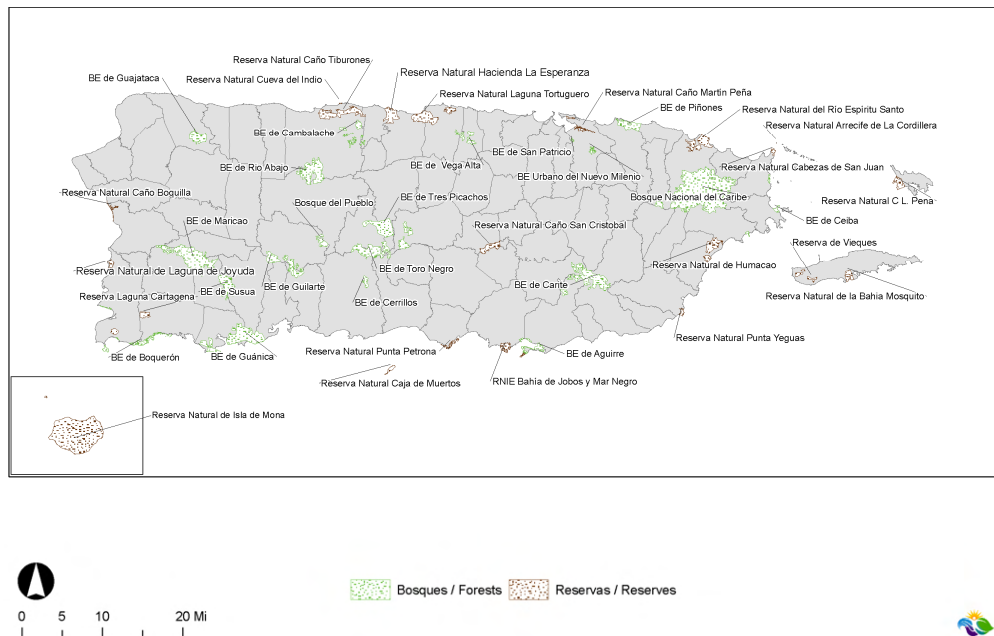 Reserva Natural Caño Tiburones
Reserva Natural Hacienda La Esperanza
BE de Guajataca
Reserva Natural Cueva del Indio
Reserva Natural Laguna Tortuguero
Reserva Natural Caño Martin Peña
BE de Piñones
Reserva Natural del Rio Espiritu Santo
Reserva Natural Arrecife de La Cordillera
BE de Cambalache
BE de San Patricio
BE de Rio Abajo
BE de Vega Alta
BE Urbano del Nuevo Milenio
Reserva Natural Cabezas de San Juan
Reserva Natural Caño Boquilla
Bosque del Pueblo
BE de Tres Picachos
Bosque Nacional del Caribe
Reserva Natural C L. Pena
BE de Maricao
Reserva Natural Caño San Cristobal
BE de Ceiba
Reserva de Vieques
Reserva Natural de Laguna de Joyuda
BE de Toro Negro
Reserva Natural de Humacao
Reserva Laguna Cartagena
BE de Susua
BE de Guilarte
BE de Carite
Reserva Natural de la Bahia Mosquito
BE de Cerrillos
Reserva Natural Punta Yeguas
BE de Boquerón
BE de Guánica
Reserva Natural Punta Petrona
BE de Aguirre
Reserva Natural Caja de Muertos
RNIE Bahia de Jobos y Mar Negro
Reserva Natural de Isla de Mona
Bosques / Forests
Reservas / Reserves
0 5 10 20 Mi